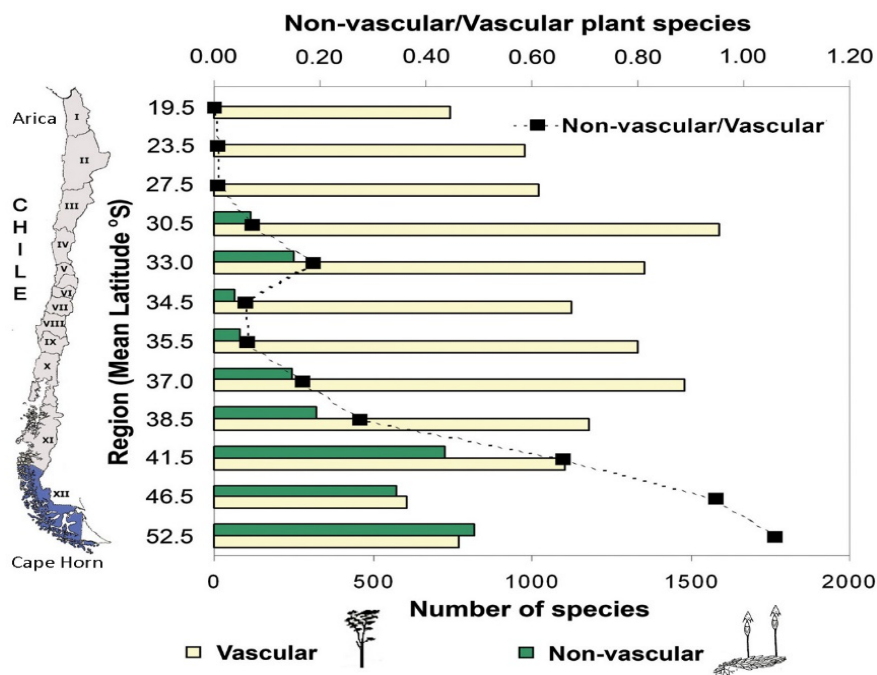 Non-vascular/Vascular plant species
0.00 0.20 0.40 0.60 0.80 1.00 1.20
Region (Mean Latitude ºS)
19.5
23.5
27.5
30.5
33.0
34.5
35.5
37.0
38.5
41.5
46.5
52.5
Non-vascular/Vascular
0 500 1000 1500 2000
Number of species
Vascular
Non-vascular
Arica
CHILE
I
II
III
IV
V
VI
VII
VIII
IX
X
XI
XII
Cape Horn